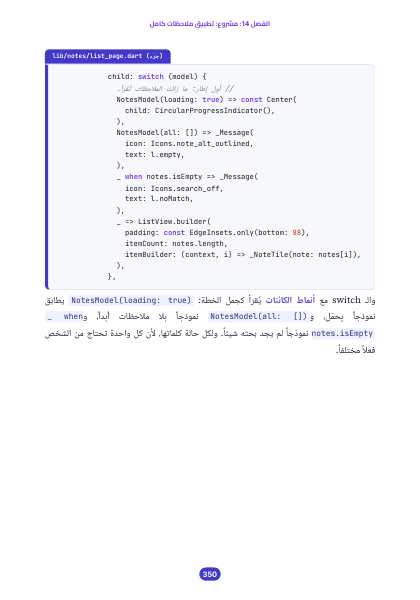 الفصل 14: مشروع: تطبيق ملاحظات كامل
lib/notes/list_page.dart (جزء)
child: switch (model) {
// أول إطار: ما زالت الملاحظات تُقرأ.
NotesModel(loading: true) => const Center(
child: CircularProgressIndicator(),
),
NotesModel(all: []) => _Message(
icon: Icons.note_alt_outlined,
text: l.empty,
),
_ when notes.isEmpty => _Message(
icon: Icons.search_off,
text: l.noMatch,
),
_ => ListView.builder(
padding: const EdgeInsets.only(bottom: 88),
itemCount: notes.length,
itemBuilder: (context, i) => _NoteTile(note: notes[i]),
),
},
والـ switch مع أنماط الكائنات يُقرأ كجمل الخطة: NotesModel(loading: true) يطابق
نموذجاً يحمّل، و NotesModel(all: []) نموذجاً بلا ملاحظات أبداً، و _ when
notes.isEmpty نموذجاً لم يجد بحثه شيئاً. ولكل حالة كلماتها، لأن كل واحدة تحتاج من الشخص
فعلاً مختلفاً.
350